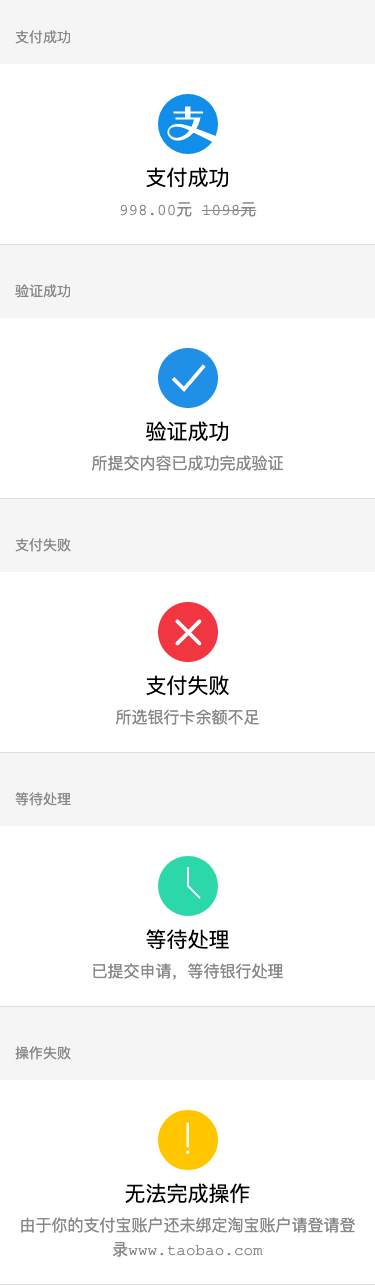 支付成功
支
支付成功
998.00元 1098元
验证成功
验证成功
所提交内容已成功完成验证
支付失败
支付失败
所选银行卡余额不足
等待处理
等待处理
已提交申请，等待银行处理
操作失败
无法完成操作
由于你的支付宝账户还未绑定淘宝账户请登请登
录www.taobao.com